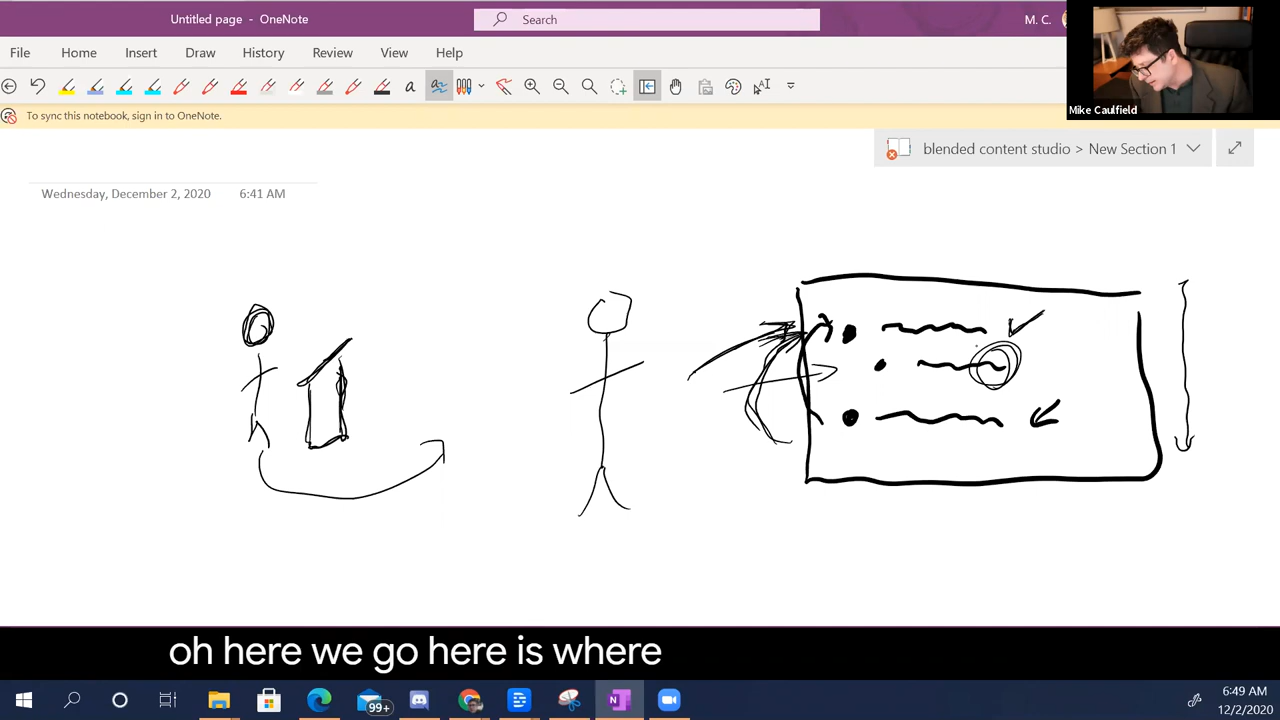 Untitled page - OneNote
Search
M. C.
File Home Insert Draw History Review View Help
To sync this notebook, sign in to OneNote.
Mike Caulfield
blended content studio > New Section 1
Wednesday, December 2, 2020 6:41 AM
oh here we go here is where
99+
6:49 AM
12/2/2020